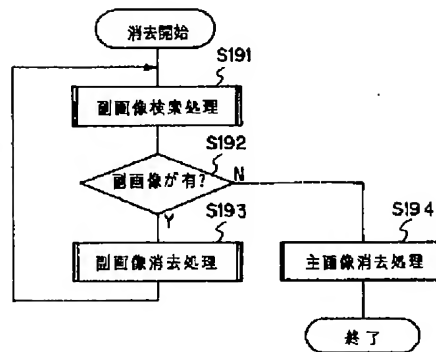 消去開始
S191
副画像検索処理
S192
副画像が有?
N
Y
S193
副画像消去処理
S194
主画像消去処理
終了